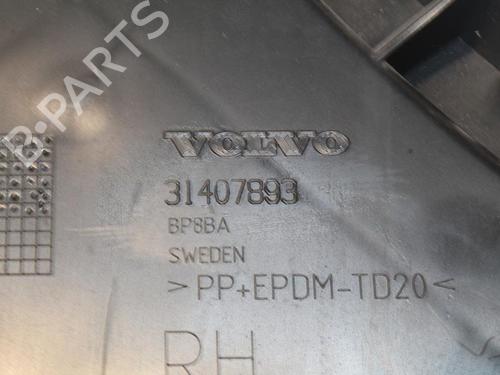 B-PARTS
VOLVO
31407893
BP8BA
SWEDEN
>PP+EPDM-TD20<
RH